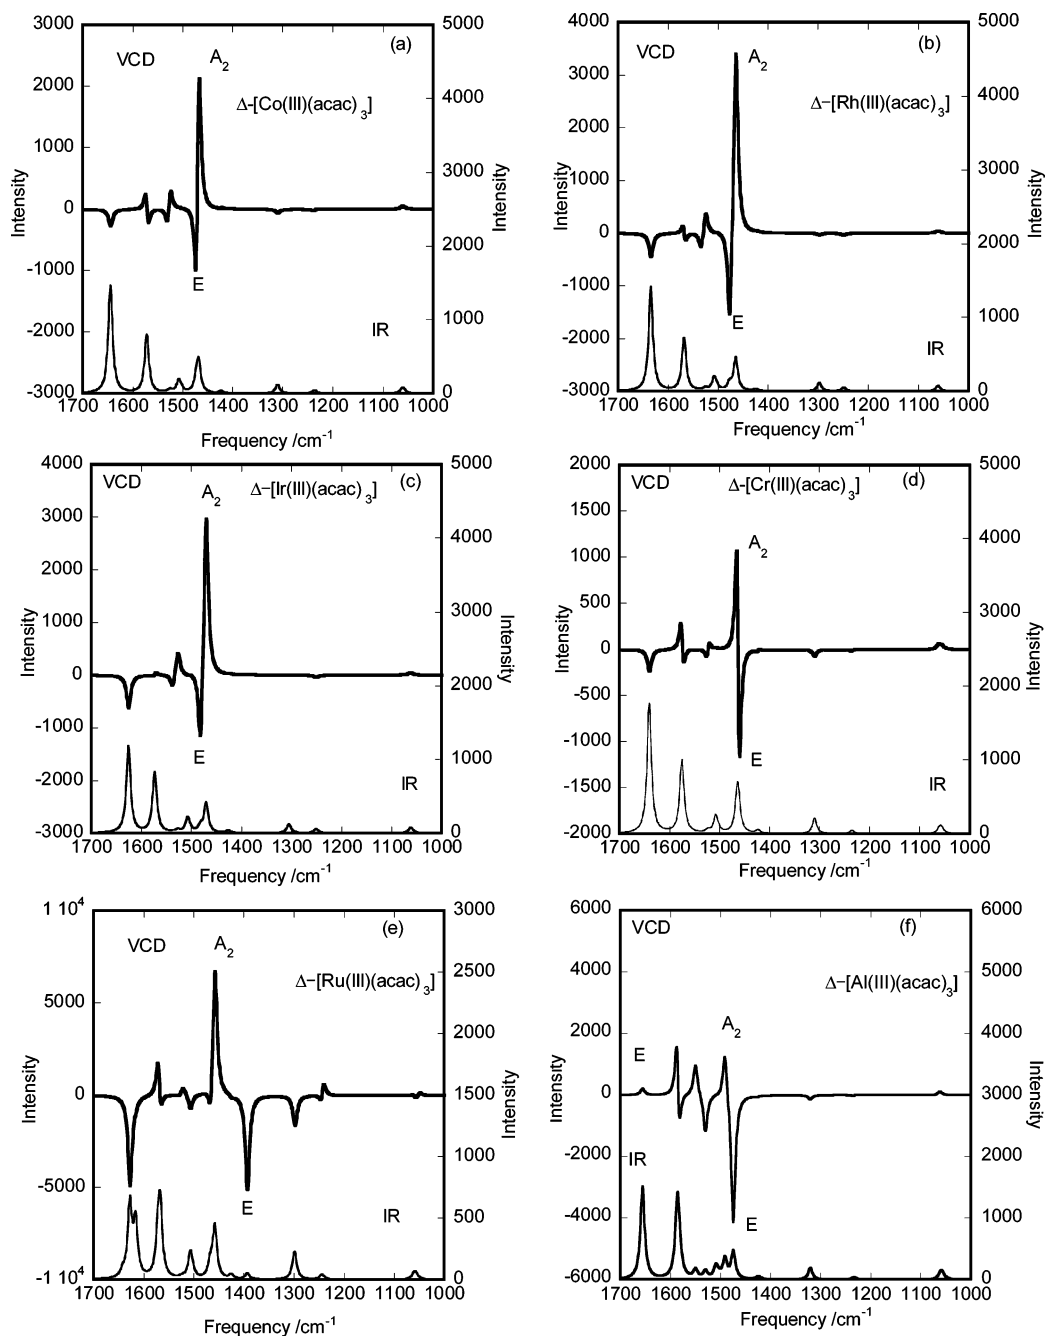 3000 5000 (a)
VCD A2
2000 4000
Δ-[Co(III)(acac)3]
1000 3000
Intensity 0 Intensity
-1000 2000
E
-2000 IR 1000
-3000 0
1700 1600 1500 1400 1300 1200 1100 1000
Frequency /cm-1
4000 5000 (b)
VCD A2
3000 4000
Δ−[Rh(III)(acac)3]
2000
1000 3000
Intensity 0 Intensity
2000
-1000
E
-2000 IR 1000
-3000 0
1700 1600 1500 1400 1300 1200 1100 1000
Frequency /cm-1
4000 5000
VCD Δ−[Ir(III)(acac)3] (c)
A2
3000 4000
2000
1000 3000
Intensity 0 Intensity
2000
-1000
E
-2000 IR 1000
-3000 0
1700 1600 1500 1400 1300 1200 1100 1000
Frequency /cm-1
2000 5000
VCD Δ-[Cr(III)(acac)3] (d)
1500
4000
1000 A2
500 3000
Intensity 0 Intensity
-500 2000
-1000 E
IR 1000
-1500
-2000 0
1700 1600 1500 1400 1300 1200 1100 1000
Frequency /cm-1
1 10^4 3000
(e)
VCD A2
2500
Δ−[Ru(III)(acac)3]
5000 2000
Intensity 0 1500 Intensity
1000
-5000
E IR 500
-1 10^4 0
1700 1600 1500 1400 1300 1200 1100 1000
Frequency /cm-1
6000 6000
VCD (f)
4000 5000
Δ−[Al(III)(acac)3]
2000 A2 4000
E
Intensity 0 3000 Intensity
-2000 2000
IR
-4000 E 1000
-6000 0
1700 1600 1500 1400 1300 1200 1100 1000
Frequency /cm-1